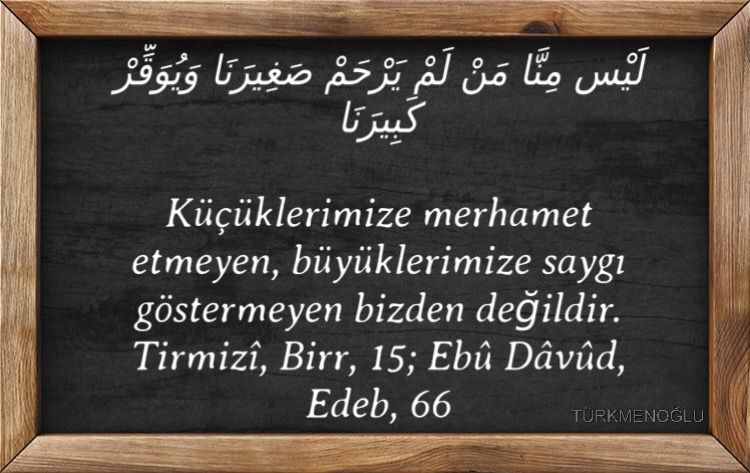 لَيْس مِنَّا مَنْ لَمْ يَرْحَمْ صَغِيرَنَا وَيُوَقِّرْ
كَبِيرَنَا
Küçüklerimize merhamet
etmeyen, büyüklerimize saygı
göstermeyen bizden değildir.
Tirmizî, Birr, 15; Ebû Dâvûd,
Edeb, 66
TÜRKMENOĞLU